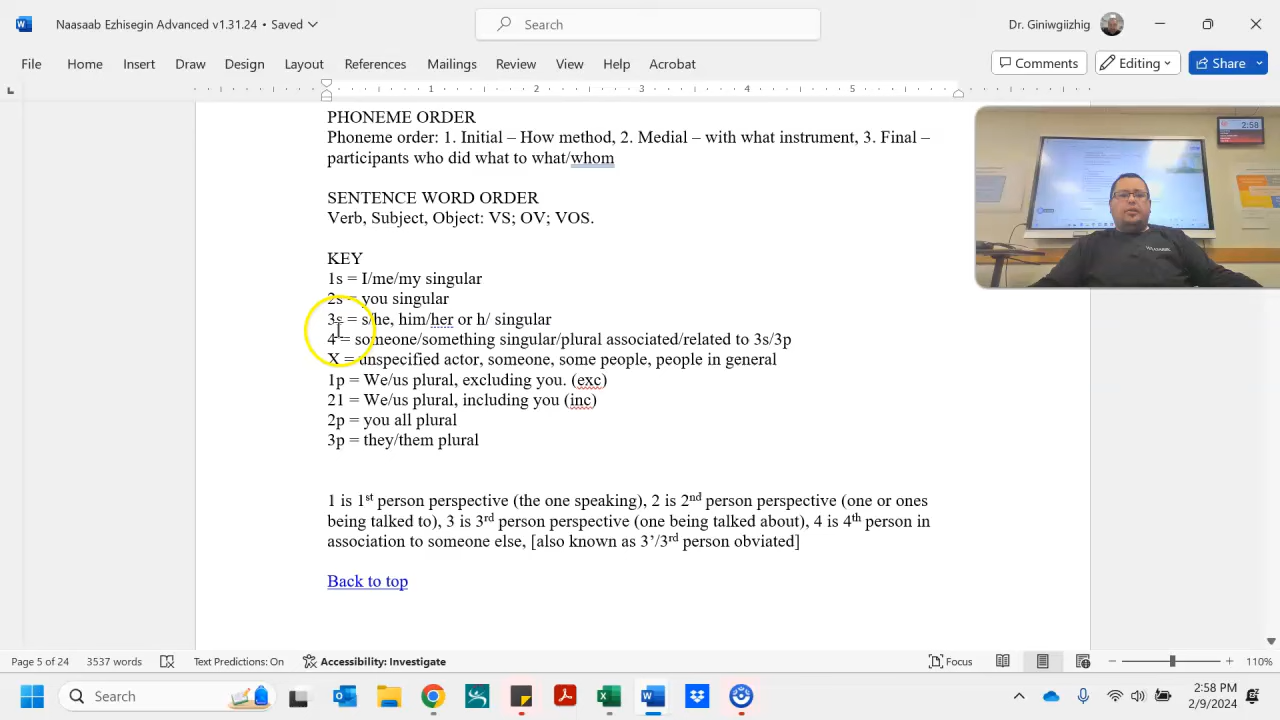 Naasaab Ezhisegin Advanced v1.31.24 • Saved
Search
Dr. Giniwgiizhig
File Home Insert Draw Design Layout References Mailings Review View Help Acrobat
Comments Editing Share
1 2 3 4 5
PHONEME ORDER
Phoneme order: 1. Initial – How method, 2. Medial – with what instrument, 3. Final –
participants who did what to what/whom
2:58
SENTENCE WORD ORDER
Verb, Subject, Object: VS; OV; VOS.
KEY
1s = I/me/my singular
2s = you singular
3s = s/he, him/her or h/ singular
4 = someone/something singular/plural associated/related to 3s/3p
X = unspecified actor, someone, some people, people in general
1p = We/us plural, excluding you. (exc)
21 = We/us plural, including you (inc)
2p = you all plural
3p = they/them plural
1 is 1st person perspective (the one speaking), 2 is 2nd person perspective (one or ones
being talked to), 3 is 3rd person perspective (one being talked about), 4 is 4th person in
association to someone else, [also known as 3’/3rd person obviated]
Back to top
Page 5 of 24 3537 words Text Predictions: On Accessibility: Investigate Focus 110%
Search
2:58 PM
2/9/2024